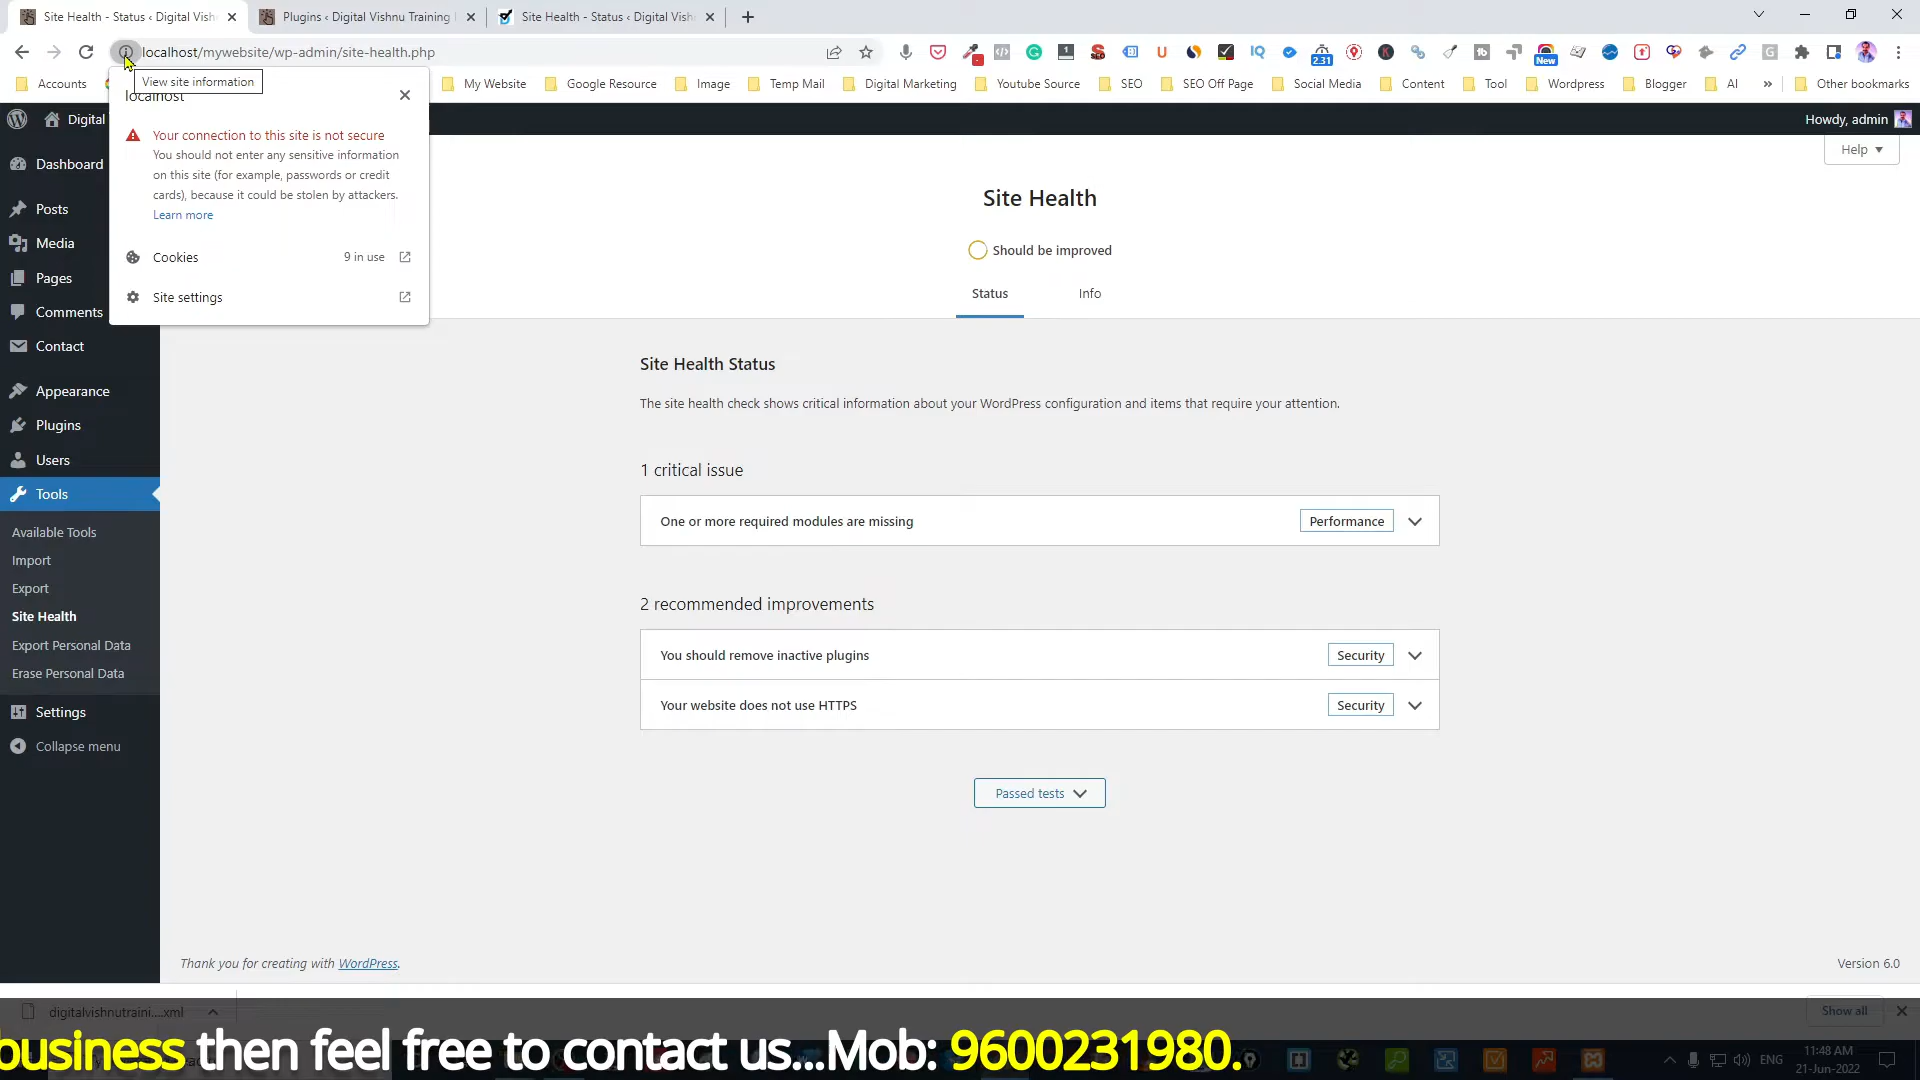 Site Health - Status ‹ Digital Vishn
Plugins ‹ Digital Vishnu Training
Site Health - Status ‹ Digital Vishn
localhost/mywebsite/wp-admin/site-health.php
2.31
New
Accounts
My Website
Google Resource
Image
Temp Mail
Digital Marketing
Youtube Source
SEO
SEO Off Page
Social Media
Content
Tool
Wordpress
Blogger
AI
Other bookmarks
View site information
localhost
Your connection to this site is not secure
You should not enter any sensitive information
on this site (for example, passwords or credit
cards), because it could be stolen by attackers.
Learn more
Cookies
9 in use
Site settings
Digital
Howdy, admin
Help
Dashboard
Posts
Media
Pages
Comments
Contact
Appearance
Plugins
Users
Tools
Available Tools
Import
Export
Site Health
Export Personal Data
Erase Personal Data
Settings
Collapse menu
Site Health
Should be improved
Status
Info
Site Health Status
The site health check shows critical information about your WordPress configuration and items that require your attention.
1 critical issue
One or more required modules are missing
Performance
2 recommended improvements
You should remove inactive plugins
Security
Your website does not use HTTPS
Security
Passed tests
Thank you for creating with WordPress.
Version 6.0
digitalvishnutraini....xml
Show all
business then feel free to contact us...Mob: 9600231980.
ENG
11:48 AM
21-Jun-2022